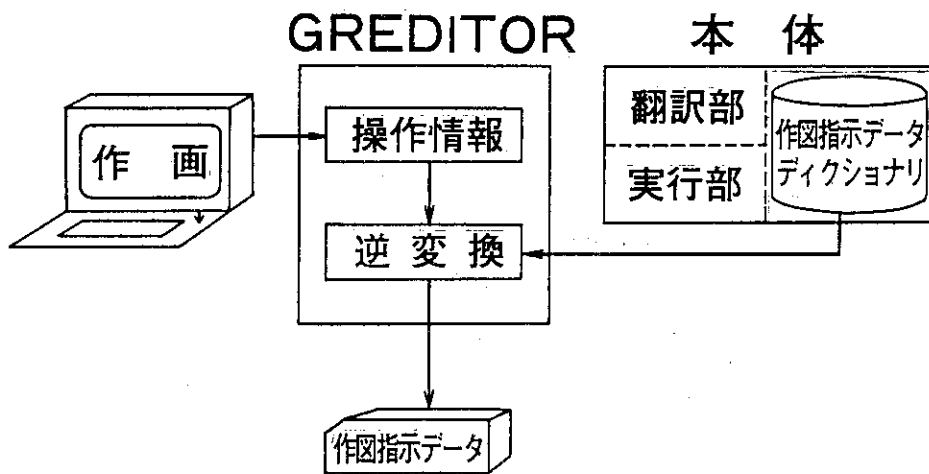 GREDITOR
本 体
作 画
操作情報
逆 変 換
翻訳部
実行部
作図指示データ
ディクショナリ
作図指示データ